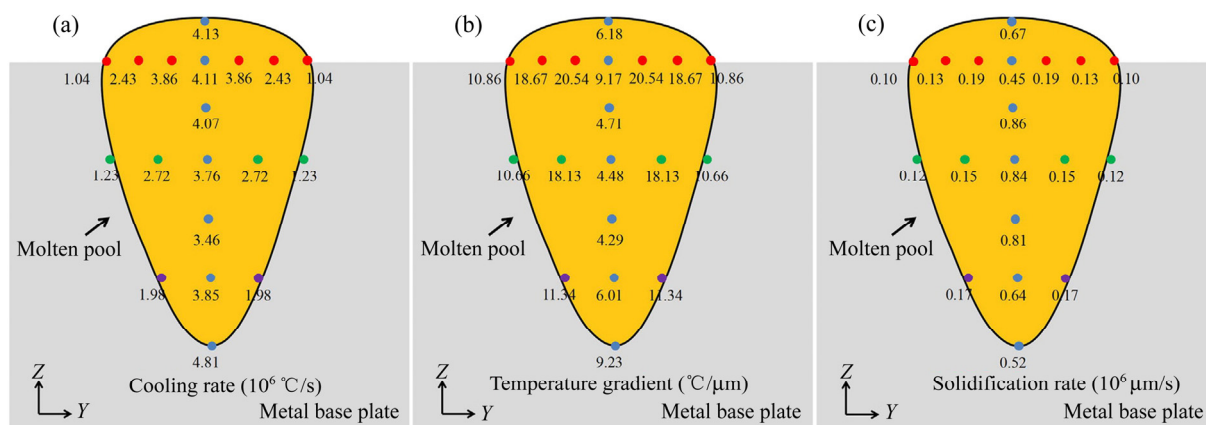 (a)
4.13
1.04 2.43 3.86 4.11 3.86 2.43 1.04
4.07
1.23 2.72 3.76 2.72 1.23
Molten pool
3.46
1.98 3.85 1.98
4.81
Z
Cooling rate (10⁶ ℃/s)
Y
Metal base plate
(b)
6.18
10.86 18.67 20.54 9.17 20.54 18.67 10.86
4.71
10.66 18.13 4.48 18.13 10.66
Molten pool
4.29
11.34 6.01 11.34
9.23
Z
Temperature gradient (℃/μm)
Y
Metal base plate
(c)
0.67
0.10 0.13 0.19 0.45 0.19 0.13 0.10
0.86
0.12 0.15 0.84 0.15 0.12
Molten pool
0.81
0.17 0.64 0.17
0.52
Z
Solidification rate (10⁶ μm/s)
Y
Metal base plate